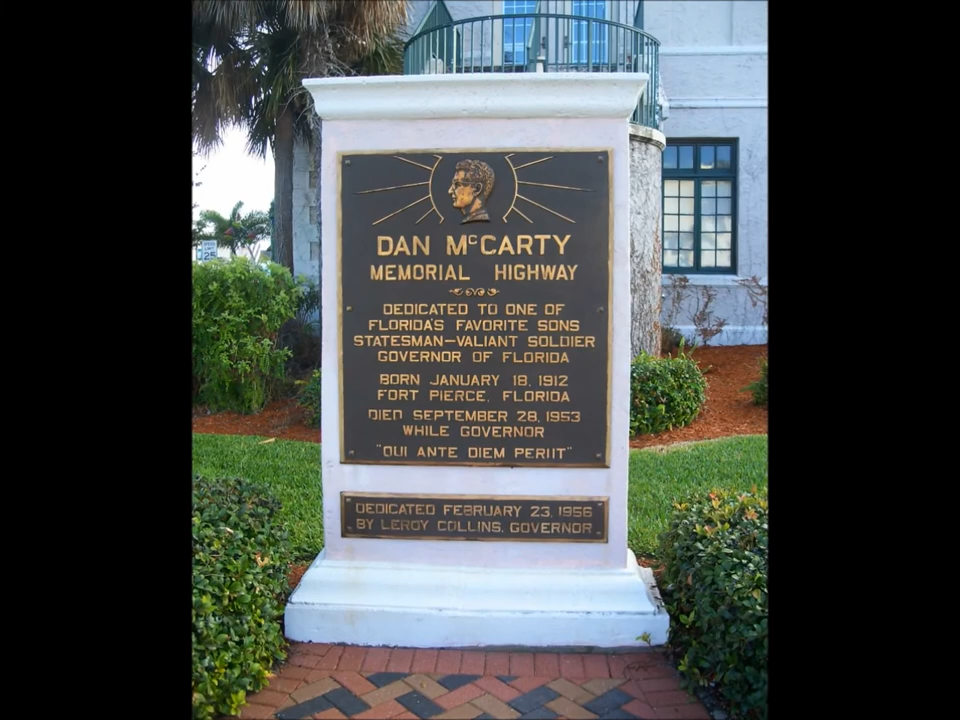 DAN McCARTY
MEMORIAL HIGHWAY
DEDICATED TO ONE OF
FLORIDA'S FAVORITE SONS
STATESMAN-VALIANT SOLDIER
GOVERNOR OF FLORIDA
BORN JANUARY 18, 1912
FORT PIERCE, FLORIDA
DIED SEPTEMBER 28, 1953
WHILE GOVERNOR
"QUI ANTE DIEM PERIIT"
DEDICATED FEBRUARY 23, 1956
BY LEROY COLLINS, GOVERNOR
25